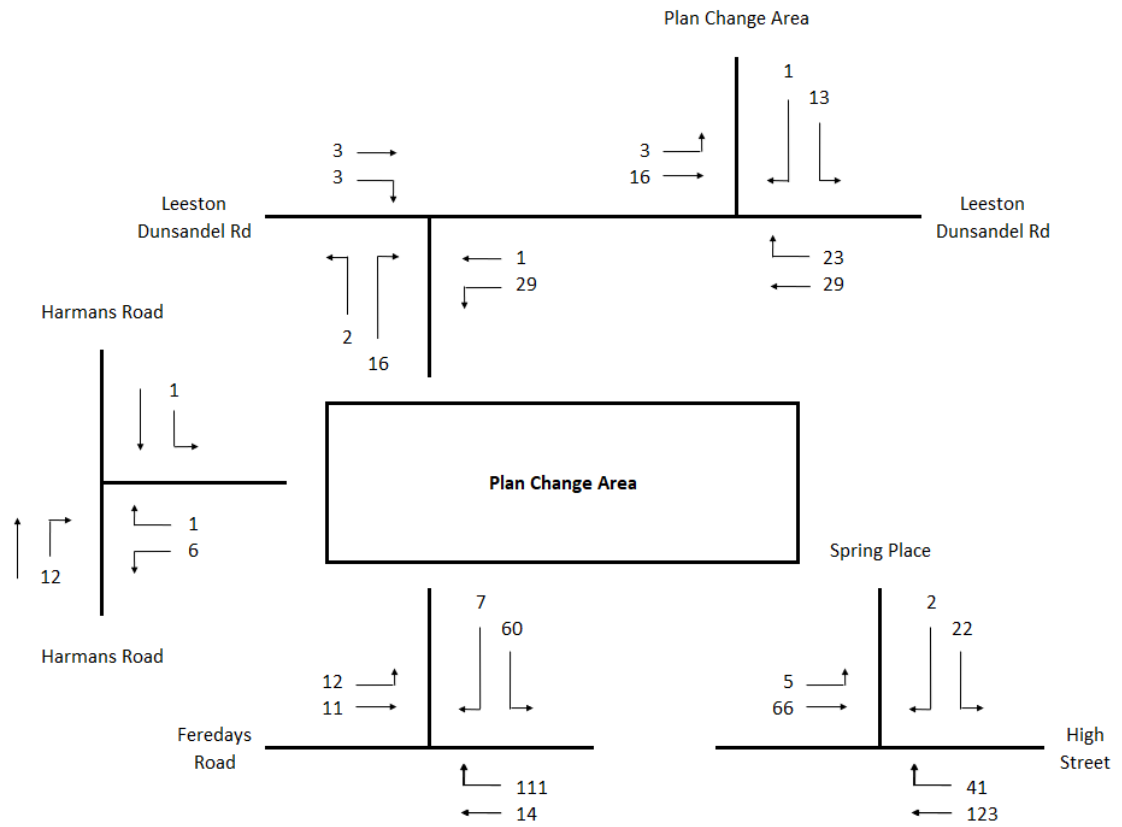 Plan Change Area
1
13
3
3
3
16
Leeston
Dunsandel Rd
Leeston
Dunsandel Rd
1
29
23
29
2
16
Harmans Road
1
Plan Change Area
1
6
12
Harmans Road
Spring Place
7
60
2
22
12
11
5
66
Feredays
Road
High
Street
111
14
41
123